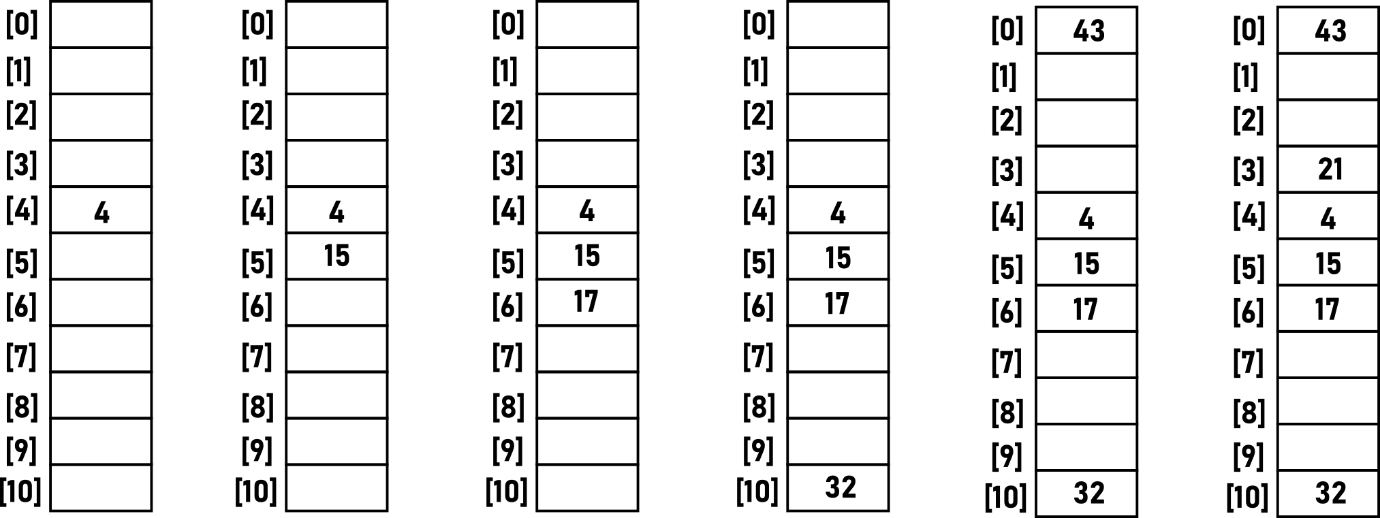 [0] [0] [0] [0] [0] 43 [0] 43
[1] [1] [1] [1] [1] [1]
[2] [2] [2] [2] [2] [2]
[3] [3] [3] [3] [3] [3] 21
[4] 4 [4] 4 [4] 4 [4] 4 [4] 4 [4] 4
[5] [5] 15 [5] 15 [5] 15 [5] 15 [5] 15
[6] [6] [6] 17 [6] 17 [6] 17 [6] 17
[7] [7] [7] [7] [7] [7]
[8] [8] [8] [8] [8] [8]
[9] [9] [9] [9] [9] [9]
[10] [10] [10] [10] 32 [10] 32 [10] 32